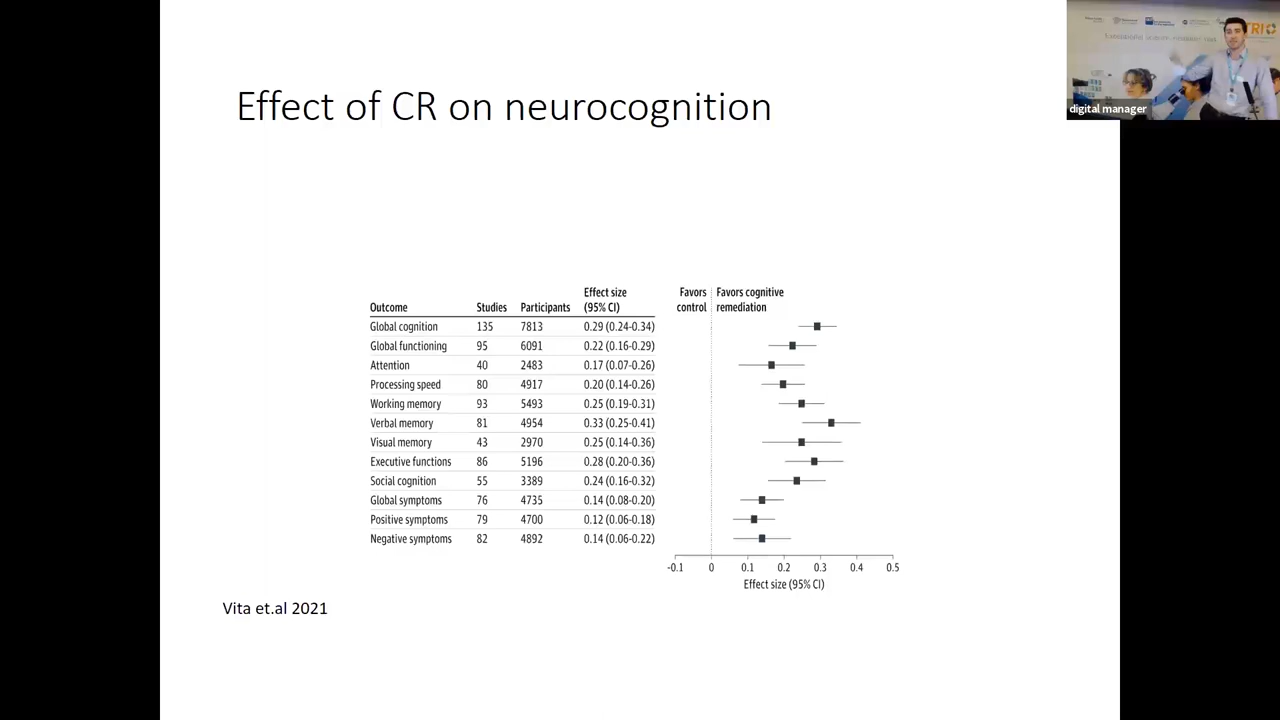 Effect of CR on neurocognition
digital manager
Effect size Favors Favors cognitive
Outcome Studies Participants (95% CI) control remediation
Global cognition 135 7813 0.29 (0.24-0.34)
Global functioning 95 6091 0.22 (0.16-0.29)
Attention 40 2483 0.17 (0.07-0.26)
Processing speed 80 4917 0.20 (0.14-0.26)
Working memory 93 5493 0.25 (0.19-0.31)
Verbal memory 81 4954 0.33 (0.25-0.41)
Visual memory 43 2970 0.25 (0.14-0.36)
Executive functions 86 5196 0.28 (0.20-0.36)
Social cognition 55 3389 0.24 (0.16-0.32)
Global symptoms 76 4735 0.14 (0.08-0.20)
Positive symptoms 79 4700 0.12 (0.06-0.18)
Negative symptoms 82 4892 0.14 (0.06-0.22)
-0.1 0 0.1 0.2 0.3 0.4 0.5
Effect size (95% CI)
Vita et.al 2021